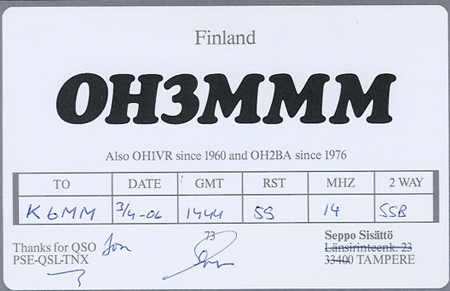 Finland
OH3MMM
Also OH1VR since 1960 and OH2BA since 1976
TO DATE GMT RST MHZ 2 WAY
K6MM 3/4-06 1444 59 14 SSB
Thanks for QSO Jon 73 Seppo Sisättö
PSE-QSL-TNX Länsirinteenk. 23
33400 TAMPERE